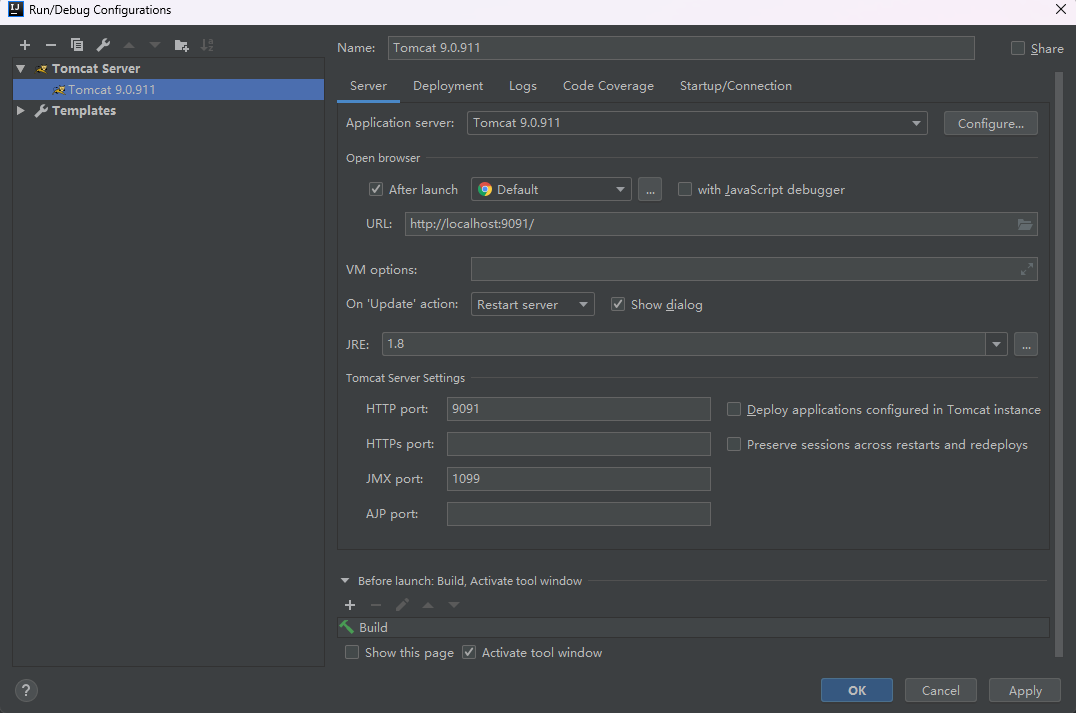 Run/Debug Configurations
Name: Tomcat 9.0.911 Share
Tomcat Server
Tomcat 9.0.911
Templates
Server Deployment Logs Code Coverage Startup/Connection
Application server: Tomcat 9.0.911 Configure...
Open browser
After launch Default ... with JavaScript debugger
URL: http://localhost:9091/
VM options:
On 'Update' action: Restart server Show dialog
JRE: 1.8 ...
Tomcat Server Settings
HTTP port: 9091 Deploy applications configured in Tomcat instance
HTTPs port: Preserve sessions across restarts and redeploys
JMX port: 1099
AJP port:
Before launch: Build, Activate tool window
Build
Show this page Activate tool window
? OK Cancel Apply